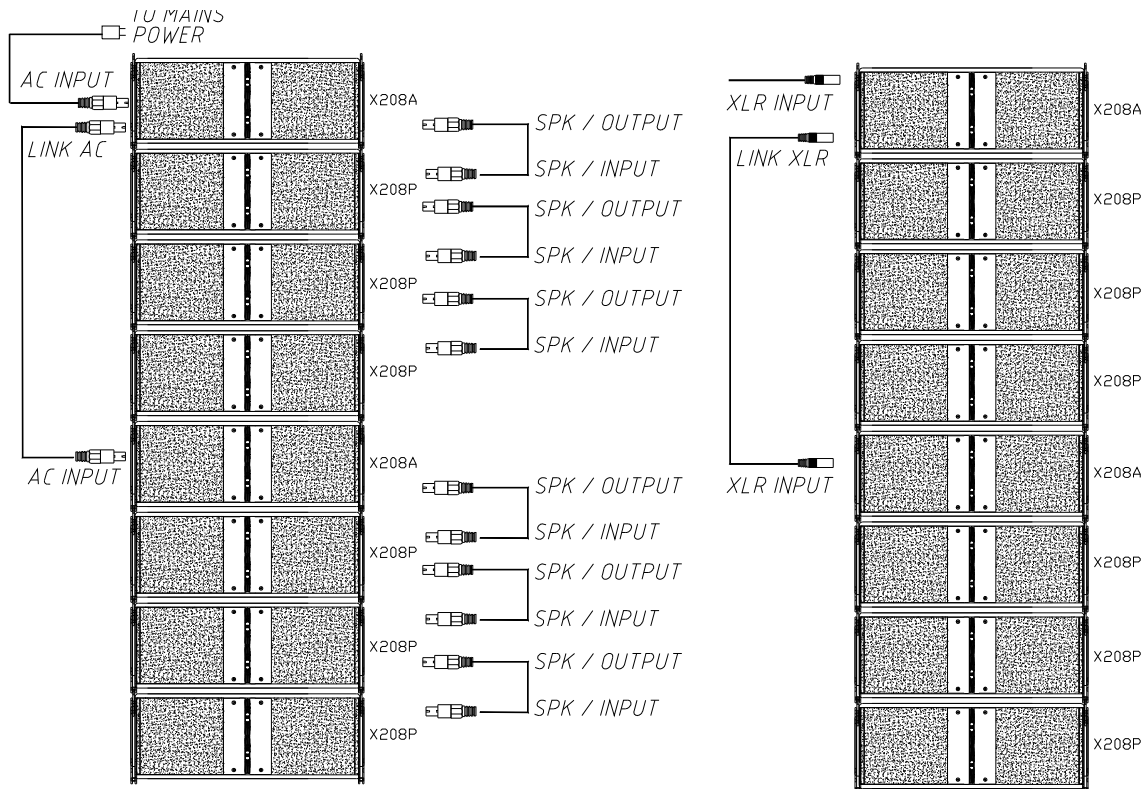 TO MAINS
POWER
AC INPUT
LINK AC
AC INPUT
X208A
X208P
X208P
X208P
X208A
X208P
X208P
X208P
SPK / OUTPUT
SPK / INPUT
SPK / OUTPUT
SPK / INPUT
SPK / OUTPUT
SPK / INPUT
SPK / OUTPUT
SPK / INPUT
SPK / OUTPUT
SPK / INPUT
SPK / OUTPUT
SPK / INPUT
XLR INPUT
LINK XLR
XLR INPUT
X208A
X208P
X208P
X208P
X208A
X208P
X208P
X208P